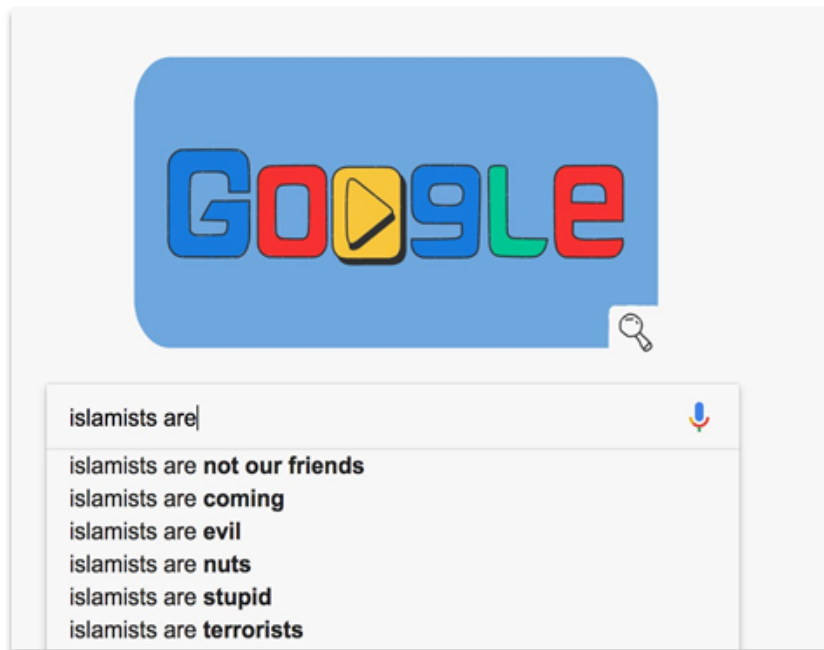 Google
islamists are
islamists are not our friends
islamists are coming
islamists are evil
islamists are nuts
islamists are stupid
islamists are terrorists